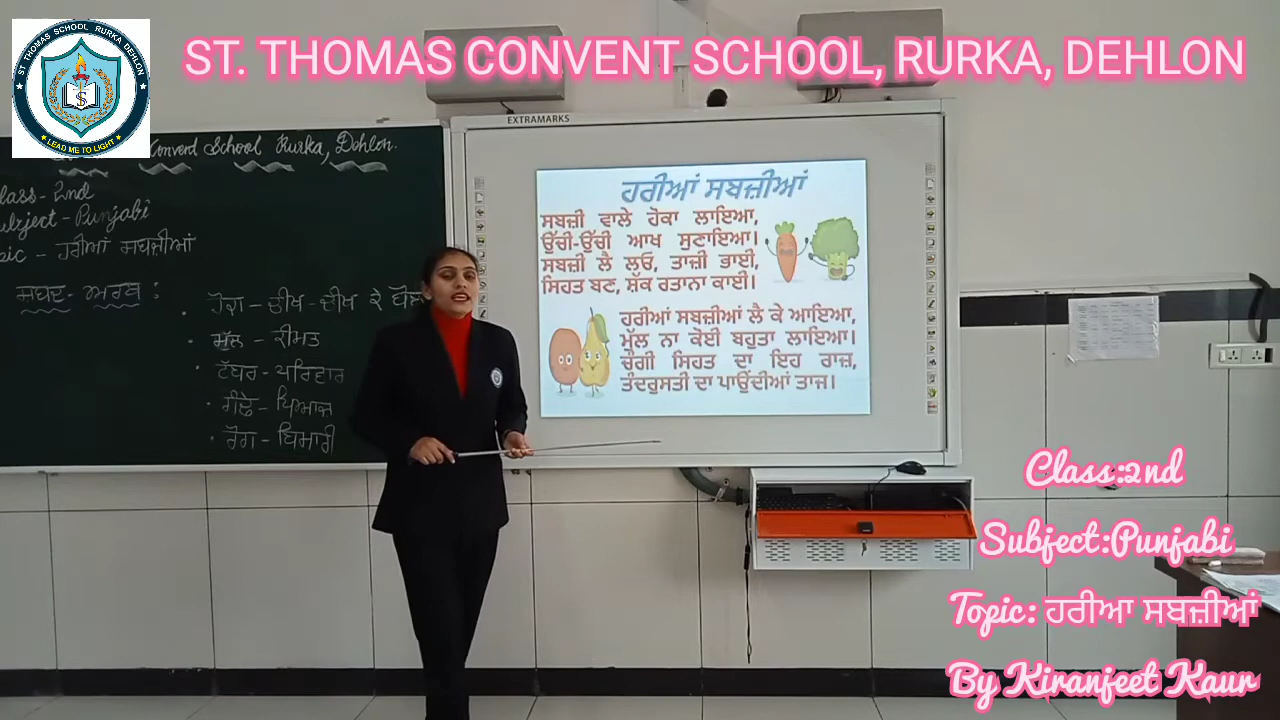 ST. THOMAS CONVENT SCHOOL, RURKA, DEHLON
ST THOMAS SCHOOL RURKA DEHLON
LEAD ME TO LIGHT
EXTRAMARKS
Convent School Rurka, Dehlon.
Class - 2nd
Subject - Punjabi
ਹਰੀਆਂ ਸਬਜ਼ੀਆਂ
ਸ਼ਬਦ - ਅਰਥ :
ਹੋਕਾ - ਚੀਖ - ਚੀਖ ਕੇ
ਮੁੱਲ - ਕੀਮਤ
ਟੱਬਰ - ਪਰਿਵਾਰ
ਗੰਢੇ - ਪਿਆਜ਼
ਰੋਗ - ਬਿਮਾਰੀ
ਹਰੀਆਂ ਸਬਜ਼ੀਆਂ
ਸਬਜ਼ੀ ਵਾਲੇ ਹੋਕਾ ਲਾਇਆ,
ਉੱਚੀ-ਉੱਚੀ ਆਖ ਸੁਣਾਇਆ।
ਸਬਜ਼ੀ ਲੈ ਲਓ, ਤਾਜ਼ੀ ਭਾਈ,
ਸਿਹਤ ਬਣ, ਸ਼ੱਕ ਰਤਾਨਾ ਕਾਈ।
ਹਰੀਆਂ ਸਬਜ਼ੀਆਂ ਲੈ ਕੇ ਆਇਆ,
ਮੁੱਲ ਨਾ ਕੋਈ ਬਹੁਤਾ ਲਾਇਆ।
ਚੰਗੀ ਸਿਹਤ ਦਾ ਇਹ ਰਾਜ਼,
ਤੰਦਰੁਸਤੀ ਦਾ ਪਾਉਂਦੀਆਂ ਤਾਜ।
Class:2nd
Subject:Punjabi
Topic: ਹਰੀਆ ਸਬਜ਼ੀਆਂ
By Kiranjeet Kaur